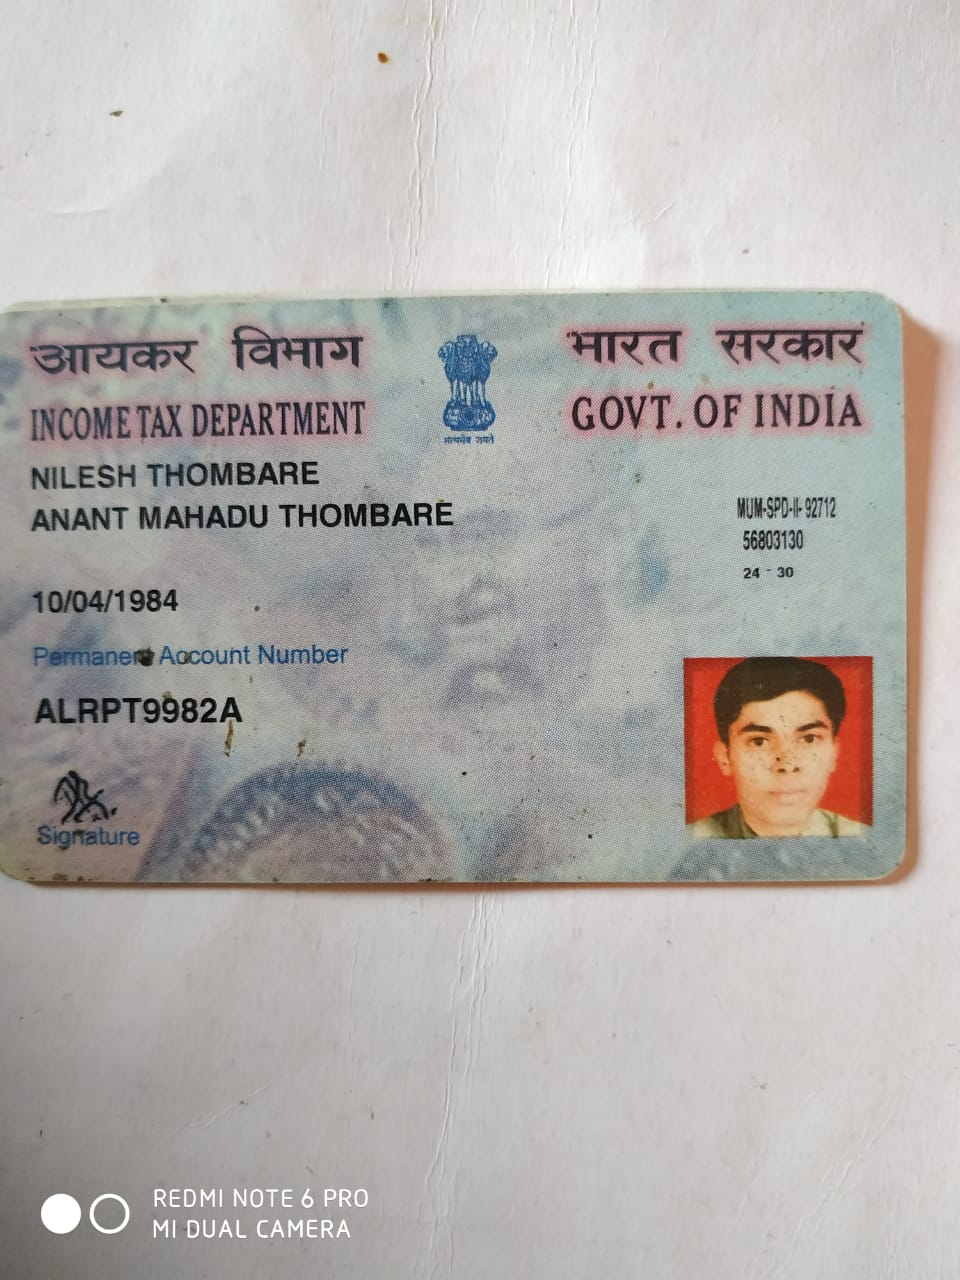 आयकर विभाग
भारत सरकार
INCOME TAX DEPARTMENT
GOVT. OF INDIA
सत्यमेव जयते
NILESH THOMBARE
ANANT MAHADU THOMBARE
MUM-SPD-II-92712
56803130
24 - 30
10/04/1984
Permanent Account Number
ALRPT9982A
Signature
REDMI NOTE 6 PRO
MI DUAL CAMERA